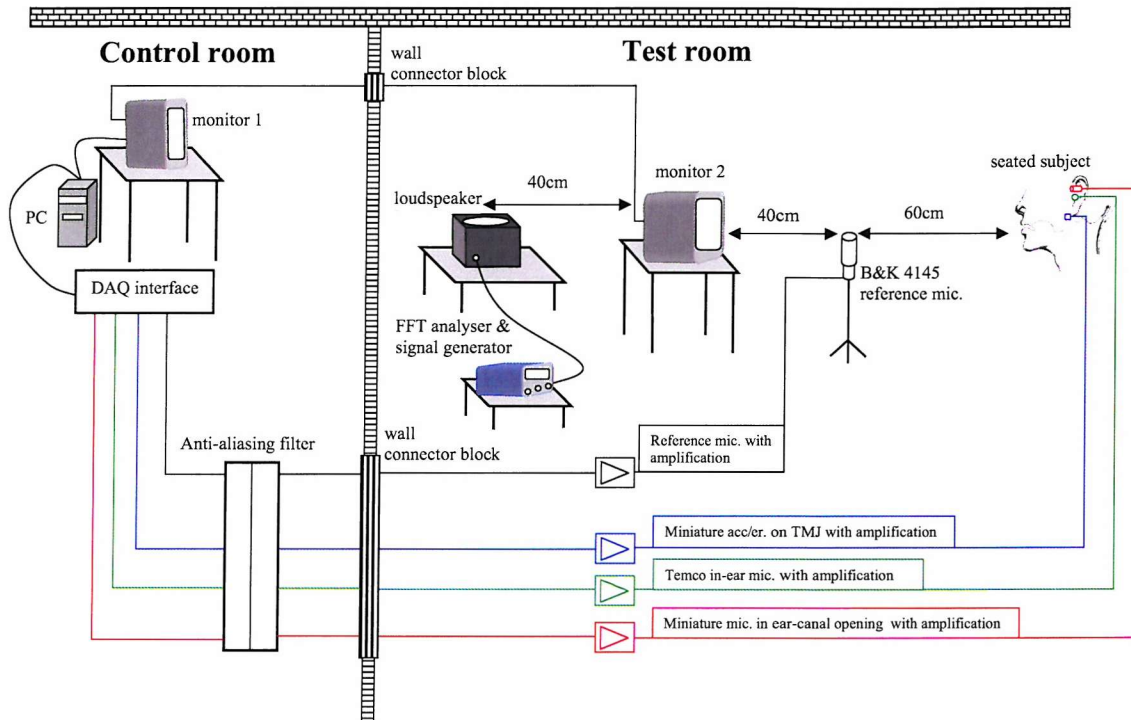 Control room
Test room
wall
connector block
monitor 1
PC
DAQ interface
loudspeaker
40cm
monitor 2
40cm
60cm
seated subject
B&K 4145
reference mic.
FFT analyser &
signal generator
Anti-aliasing filter
wall
connector block
Reference mic. with
amplification
Miniature acc/er. on TMJ with amplification
Temco in-ear mic. with amplification
Miniature mic. in ear-canal opening with amplification